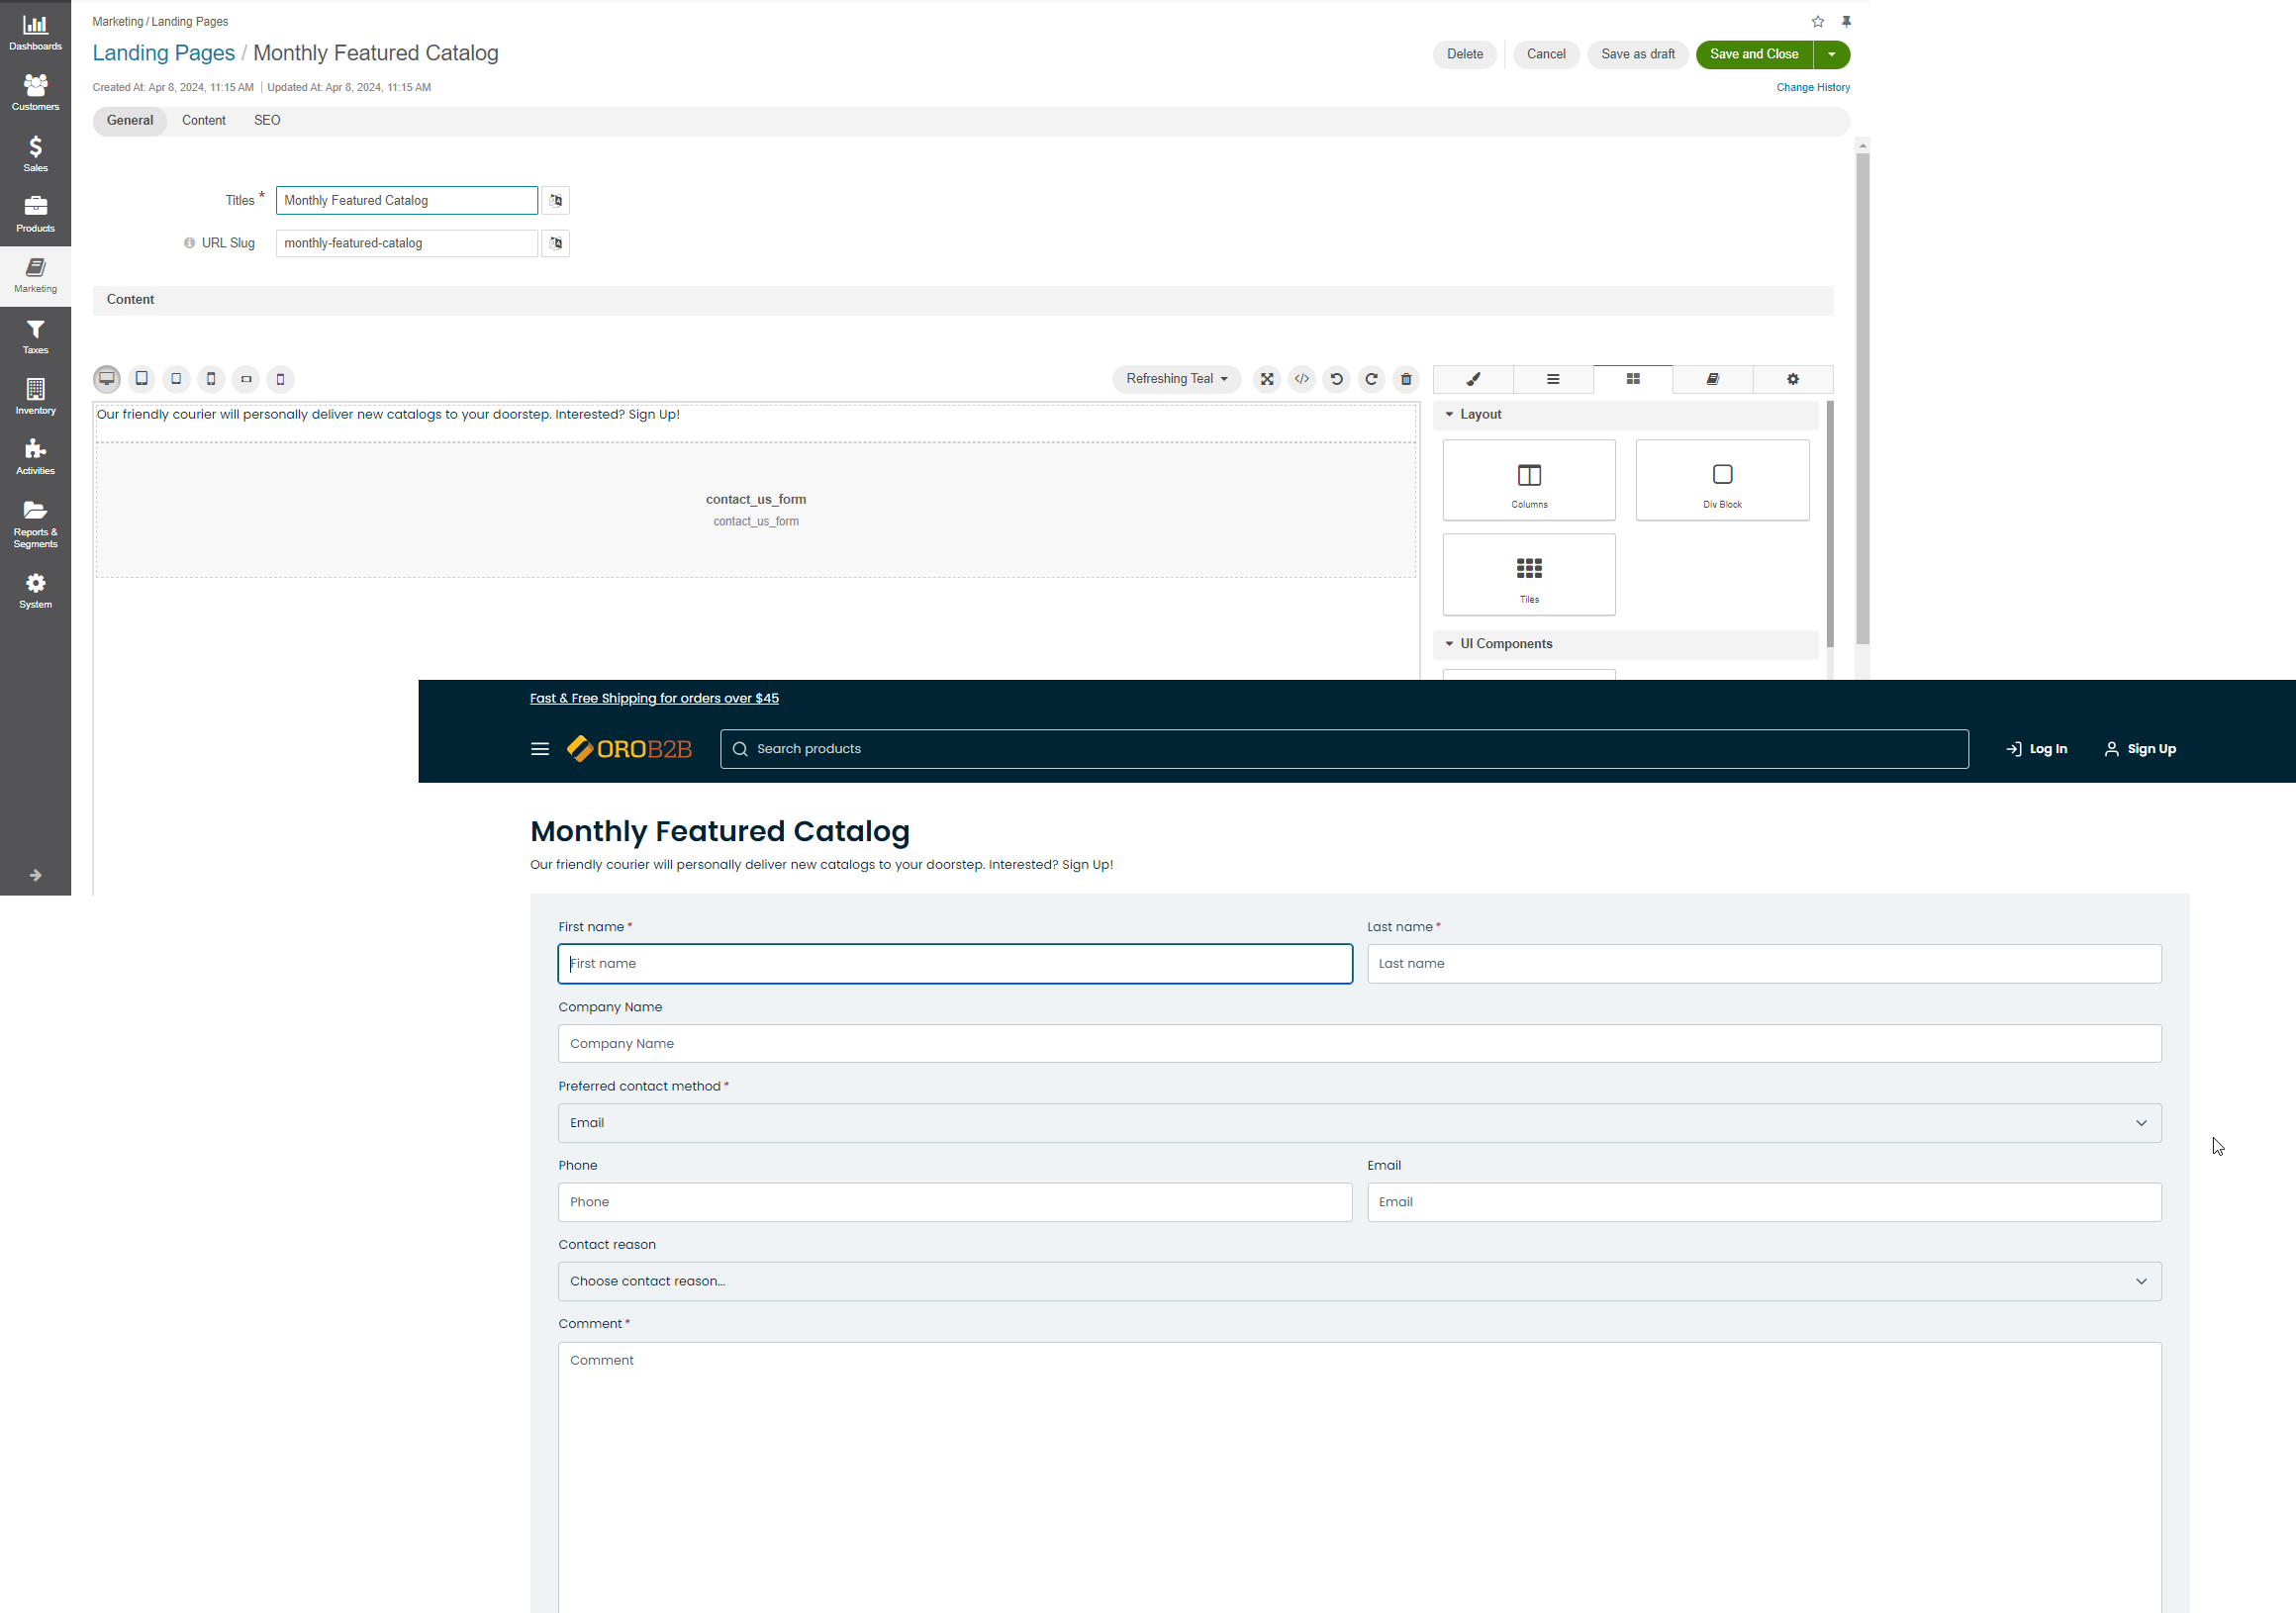 Dashboards
Customers
Sales
Products
Marketing
Taxes
Inventory
Activities
Reports &
Segments
System
Marketing / Landing Pages
Landing Pages / Monthly Featured Catalog
Delete
Cancel
Save as draft
Save and Close
Created At: Apr 8, 2024, 11:15 AM
Updated At: Apr 8, 2024, 11:15 AM
Change History
General
Content
SEO
Titles *
Monthly Featured Catalog
URL Slug
monthly-featured-catalog
Content
Refreshing Teal
Our friendly courier will personally deliver new catalogs to your doorstep. Interested? Sign Up!
contact_us_form
contact_us_form
Layout
Columns
Div Block
Tiles
UI Components
Fast & Free Shipping for orders over $45
OROB2B
Search products
Log In
Sign Up
Monthly Featured Catalog
Our friendly courier will personally deliver new catalogs to your doorstep. Interested? Sign Up!
First name *
Last name *
First name
Last name
Company Name
Company Name
Preferred contact method *
Email
Phone
Email
Phone
Email
Contact reason
Choose contact reason...
Comment *
Comment